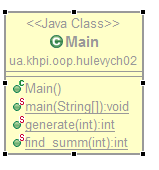 <<Java Class>>
C Main
ua.khpi.oop.hulevych02
C Main()
S main(String[]):void
S generate(int):int
S find_summ(int):int